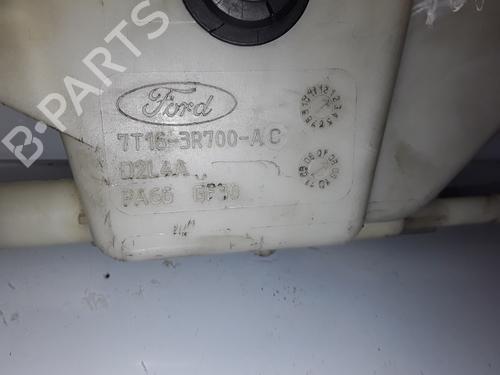 B-PARTS
Ford
7T16-3R700-AC
D2L4A
PA66 GF30